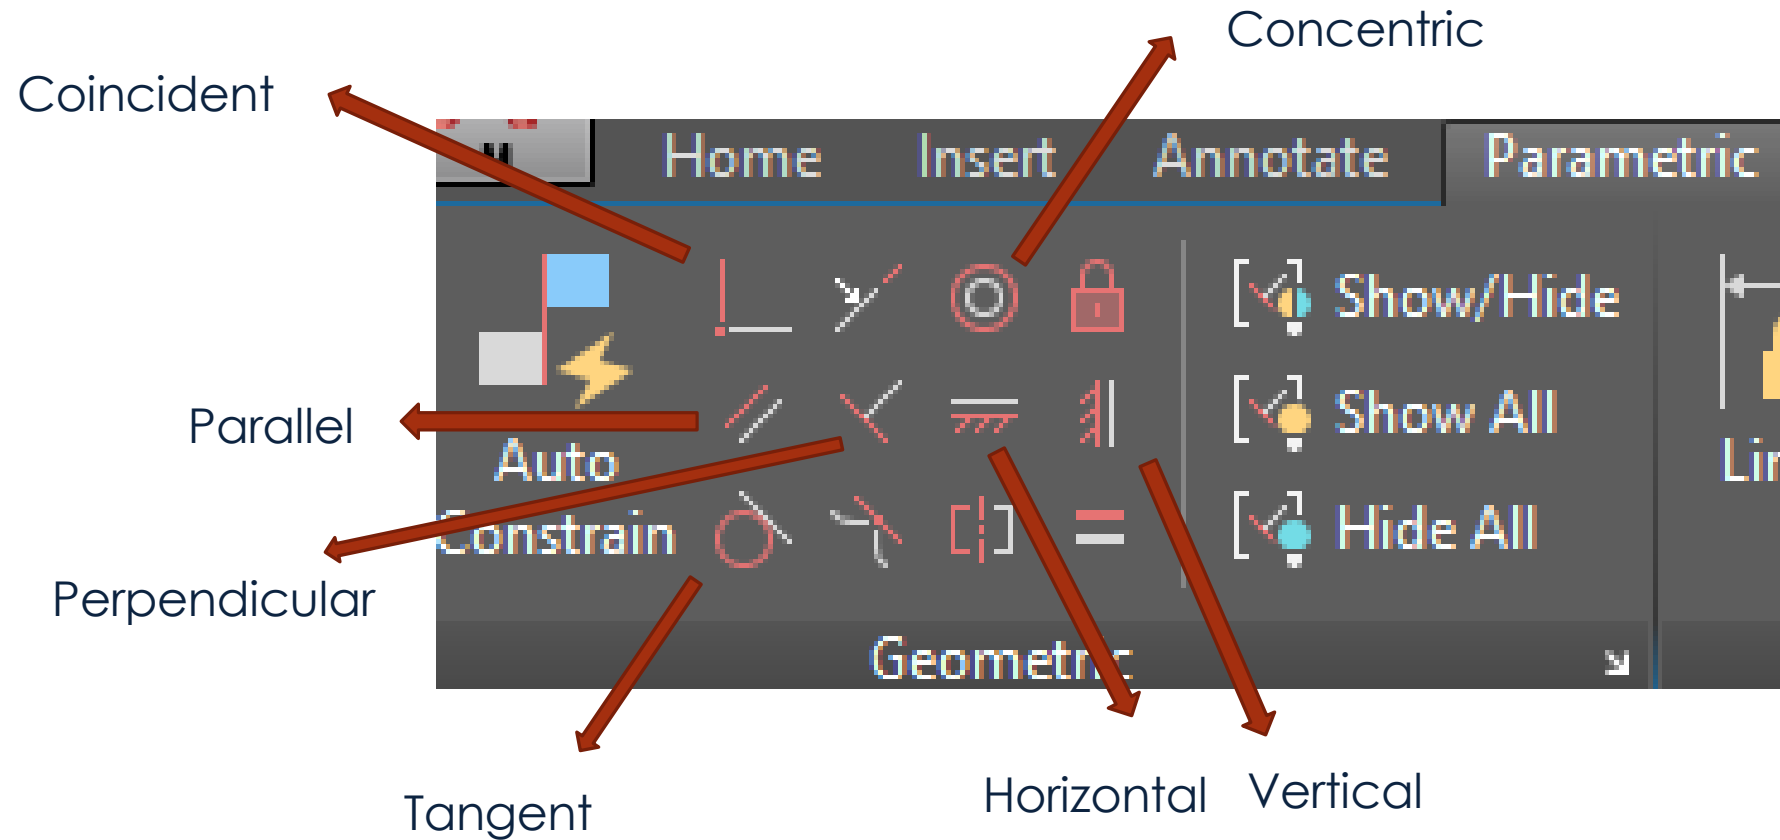 Concentric
Coincident
Home Insert Annotate Parametric
Show/Hide
Parallel
Show All
Auto
Constrain
Hide All
Perpendicular
Geometric
Horizontal
Vertical
Tangent